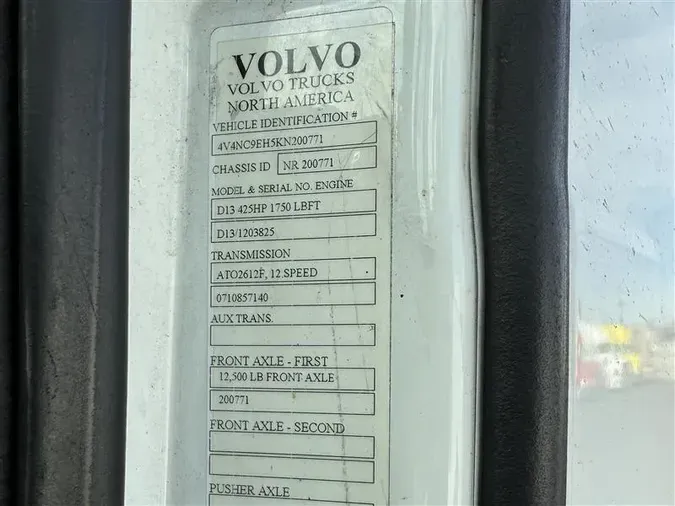 VOLVO
VOLVO TRUCKS
NORTH AMERICA
VEHICLE IDENTIFICATION #
4V4NC9EH5KN200771
CHASSIS ID NR 200771
MODEL & SERIAL NO. ENGINE
D13 425HP 1750 LBFT
D13/1203825
TRANSMISSION
ATO2612F, 12 SPEED
0710857140
AUX TRANS.
FRONT AXLE - FIRST
12,500 LB FRONT AXLE
200771
FRONT AXLE - SECOND
PUSHER AXLE